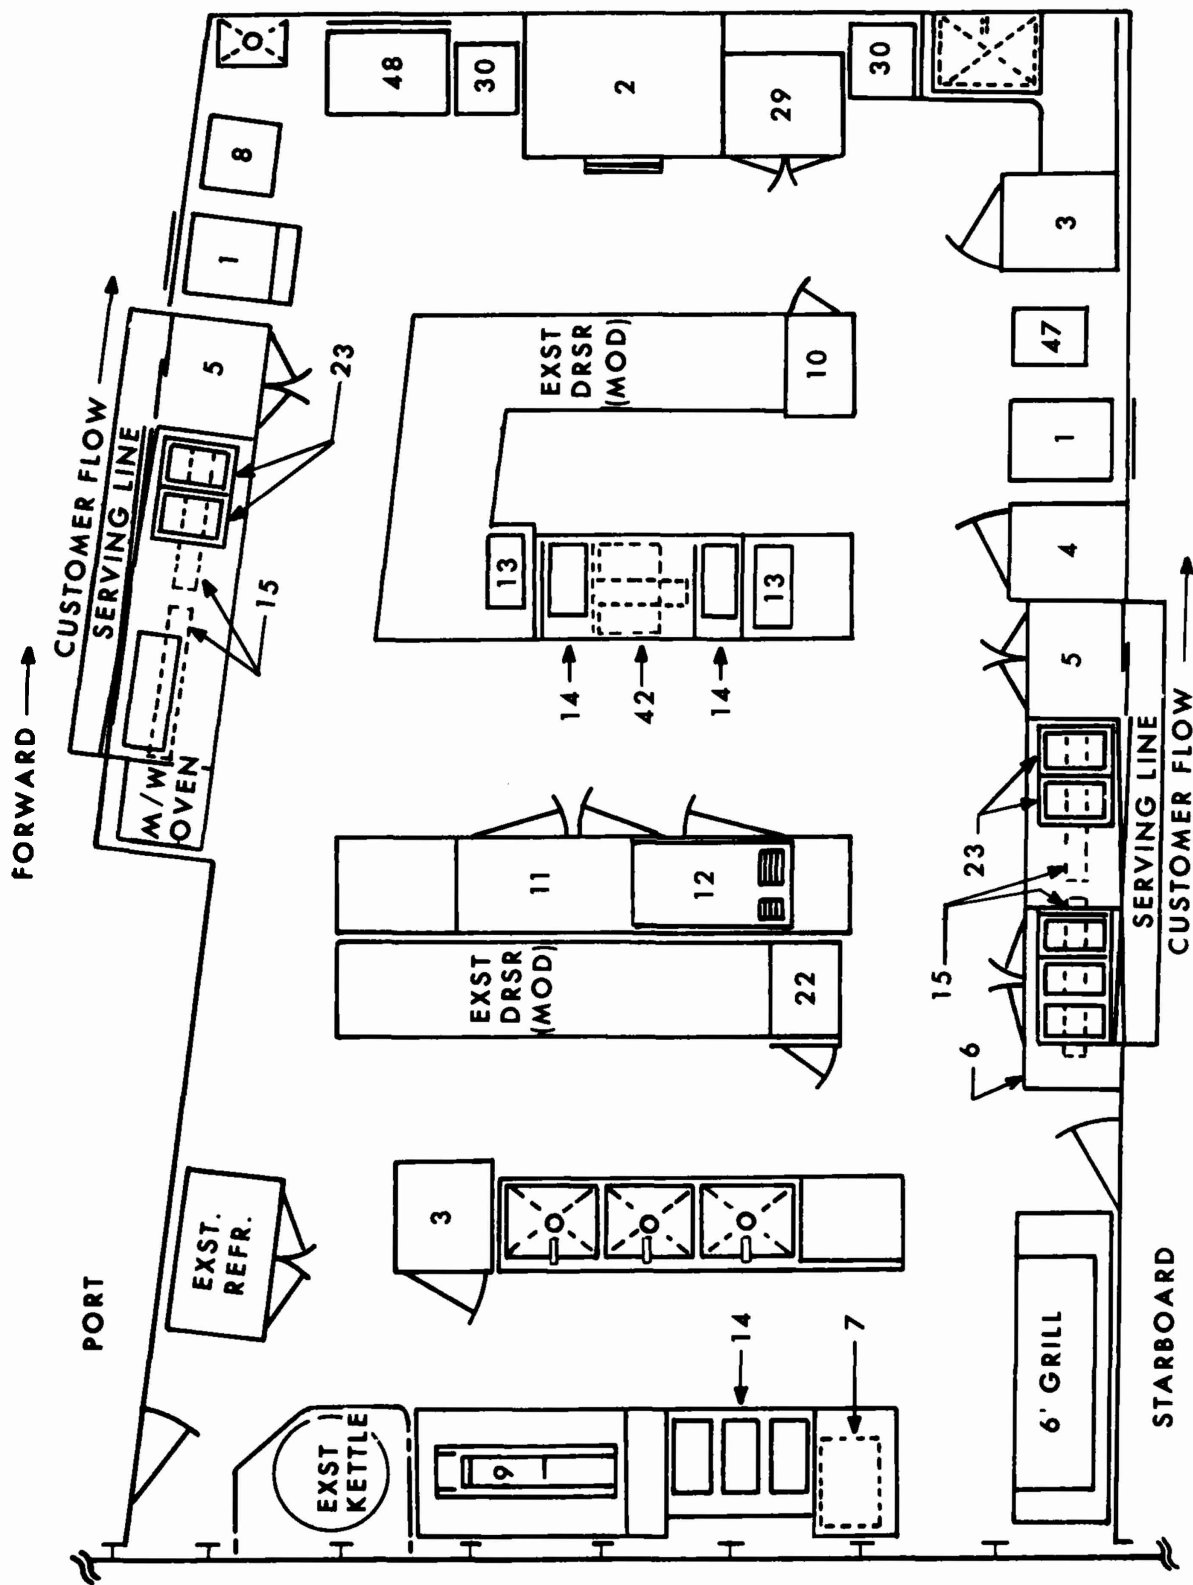 FORWARD
PORT
CUSTOMER FLOW
SERVING LINE
M/W
OVEN
15
23
5
1
8
48
30
2
29
30
EXST.
REFR.
EXST
KETTLE
9
14
7
3
EXST
DRSR
(MOD)
22
11
12
14
42
14
13
13
EXST
DRSR
(MOD)
10
3
47
1
4
5
23
15
6
6' GRILL
SERVING LINE
CUSTOMER FLOW
STARBOARD